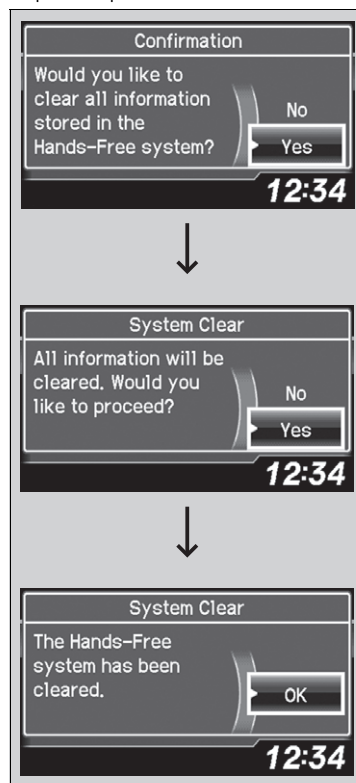 Confirmation
Would you like to
clear all information
stored in the
Hands-Free system?
No
Yes
12:34
System Clear
All information will be
cleared. Would you
like to proceed?
No
Yes
12:34
System Clear
The Hands-Free
system has been
cleared.
OK
12:34